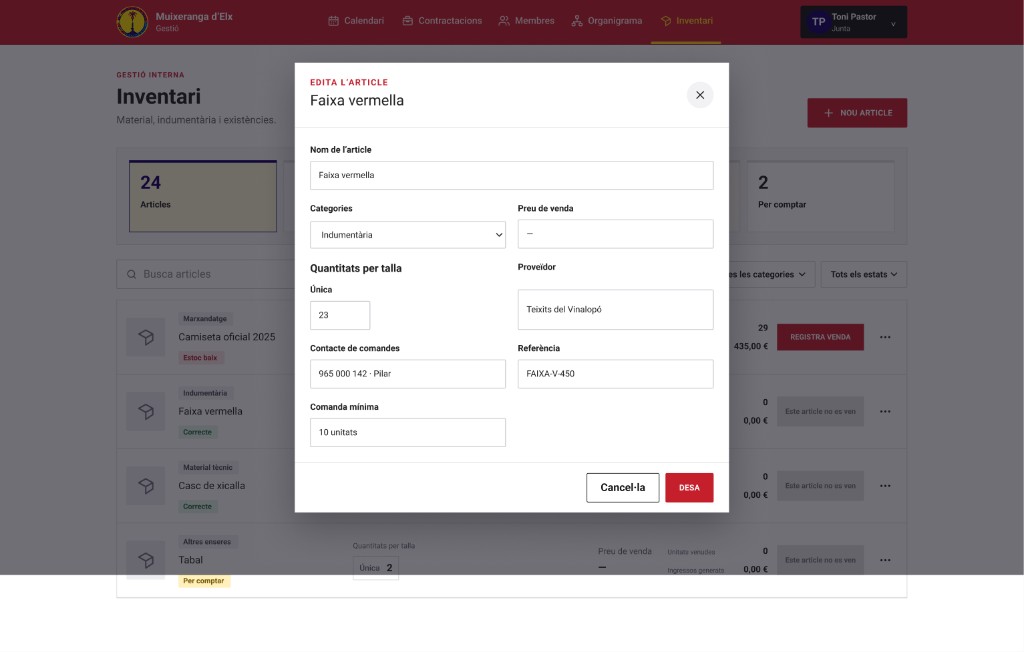 Muixeranga d'Elx
Gestió
Calendari
Contractacions
Membres
Organigrama
Inventari
TP
Toni Pastor
Junta
GESTIÓ INTERNA
Inventari
Material, indumentària i existències.
NOU ARTICLE
24
Articles
2
Per comptar
Busca articles
es les categories
Tots els estats
EDITA L'ARTICLE
Faixa vermella
Nom de l'article
Faixa vermella
Categories
Preu de venda
Indumentària
—
Quantitats per talla
Proveïdor
Única
23
Teixits del Vinalopó
Contacte de comandes
Referència
965 000 142 · Pilar
FAIXA-V-450
Comanda mínima
10 unitats
Cancel·la
DESA
Marxandatge
Camiseta oficial 2025
Estoc baix
29
435,00 €
REGISTRA VENDA
Indumentària
Faixa vermella
Correcte
0
0,00 €
Este article no es ven
Material tècnic
Casc de xicalla
Correcte
0
0,00 €
Este article no es ven
Altres enseres
Tabal
Per comptar
Quantitats per talla
Única 2
Preu de venda
—
Unitats venudes
0
Ingressos generats
0,00 €
Este article no es ven